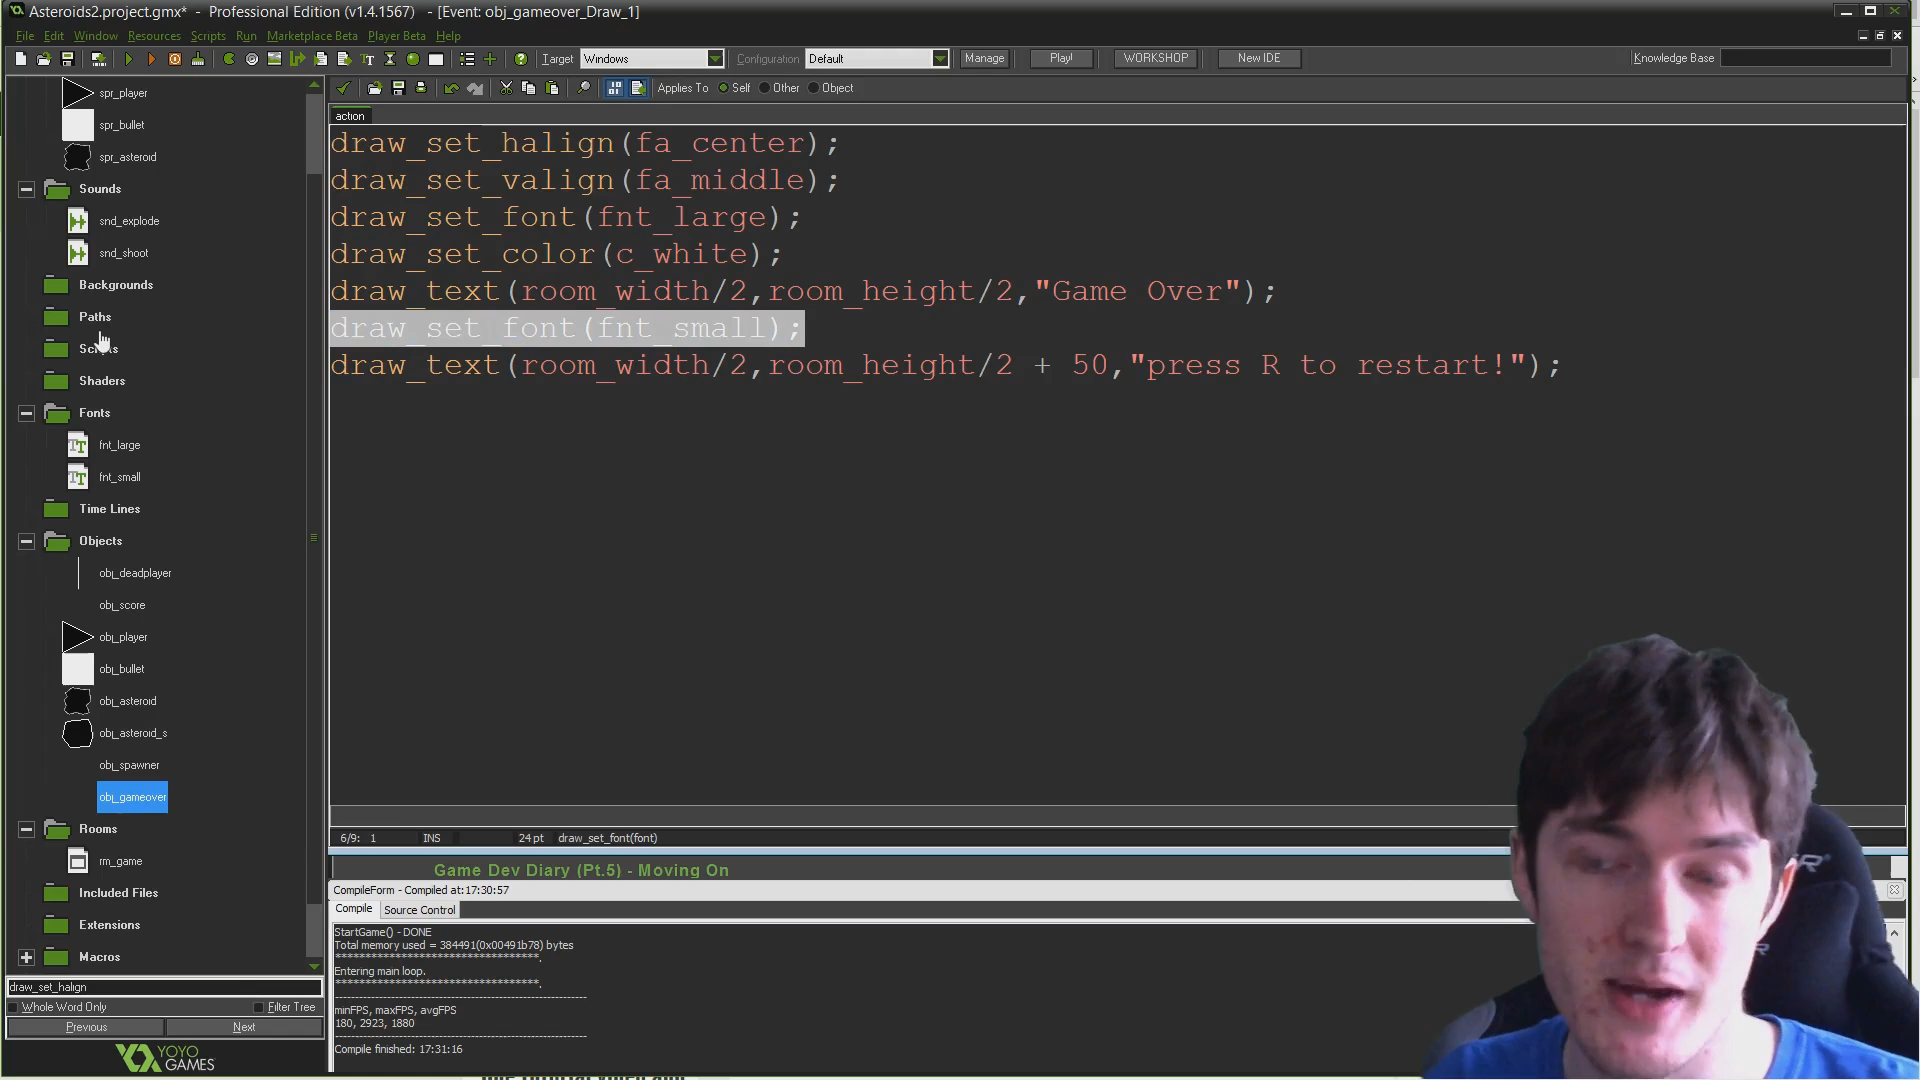 Asteroids2.project.gmx* - Professional Edition (v1.4.1567) - [Event: obj_gameover_Draw_1]
File Edit Window Resources Scripts Run Marketplace Beta Player Beta Help
Target Windows Configuration Default Manage Play! WORKSHOP New IDE Knowledge Base
Applies To Self Other Object
action
draw_set_halign(fa_center);
draw_set_valign(fa_middle);
draw_set_font(fnt_large);
draw_set_color(c_white);
draw_text(room_width/2,room_height/2,"Game Over");
draw_set_font(fnt_small);
draw_text(room_width/2,room_height/2 + 50,"press R to restart!");
spr_player
spr_bullet
spr_asteroid
Sounds
snd_explode
snd_shoot
Backgrounds
Paths
Scripts
Shaders
Fonts
fnt_large
fnt_small
Time Lines
Objects
obj_deadplayer
obj_score
obj_player
obj_bullet
obj_asteroid
obj_asteroid_s
obj_spawner
obj_gameover
Rooms
rm_game
Included Files
Extensions
Macros
draw_set_halign
Whole Word Only Filter Tree
Previous Next
YOYO
GAMES
6/9: 1 INS 24 pt draw_set_font(font)
Game Dev Diary (Pt.5) - Moving On
CompileForm - Compiled at:17:30:57
Compile Source Control
StartGame() - DONE
Total memory used = 384491(0x00491b78) bytes
**********************************.
Entering main loop.
**********************************.
----------------------------------------------------------------
minFPS, maxFPS, avgFPS
180, 2923, 1880
----------------------------------------------------------------
Compile finished: 17:31:16